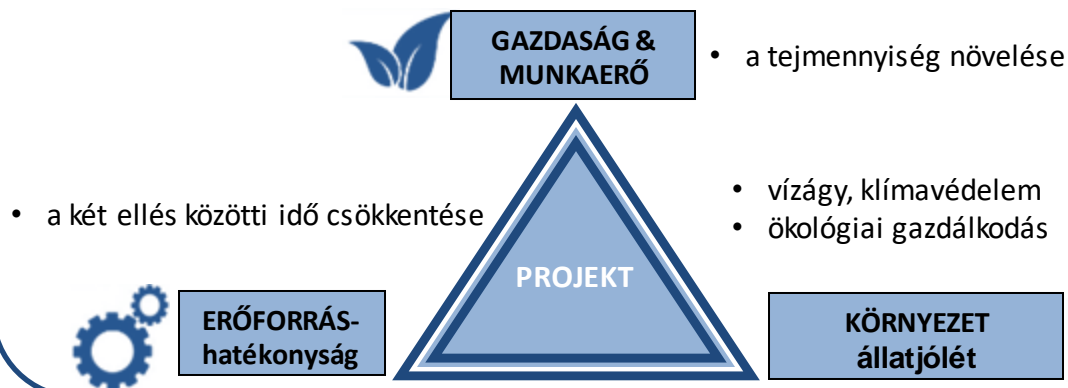 GAZDASÁG &
MUNKAERŐ
• a tejmennyiség növelése
• vízágy, klímavédelem
• ökológiai gazdálkodás
• a két ellés közötti idő csökkentése
PROJEKT
ERŐFORRÁS-
hatékonyság
KÖRNYEZET
állatjólét